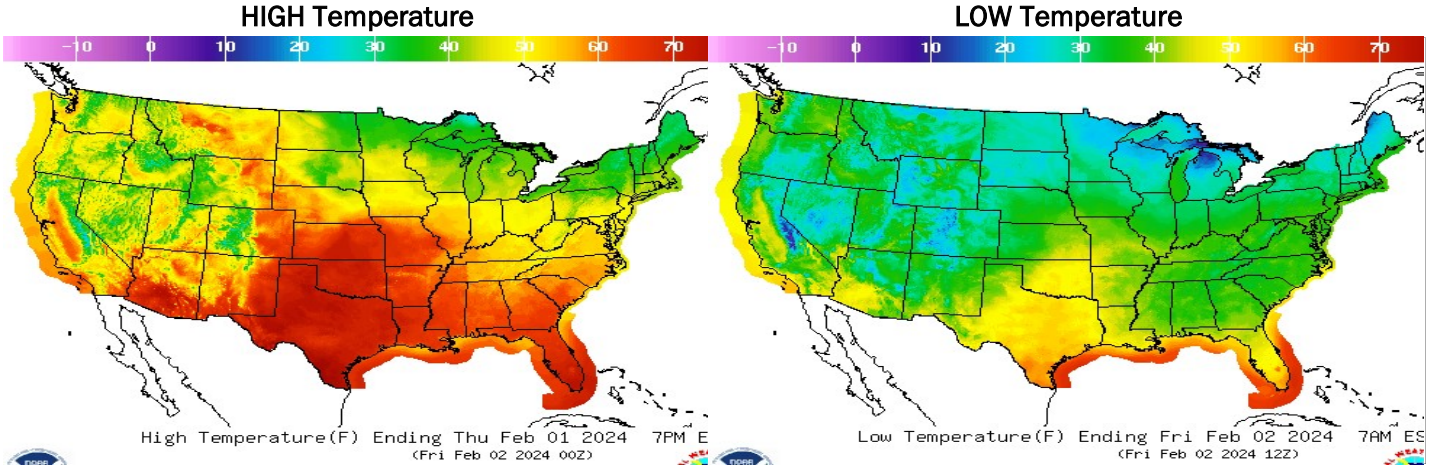 HIGH Temperature
LOW Temperature
-10 0 10 20 30 40 50 60 70
-10 0 10 20 30 40 50 60 70
High Temperature(F) Ending Thu Feb 01 2024 7PM E
(Fri Feb 02 2024 00Z)
Low Temperature(F) Ending Fri Feb 02 2024 7AM ES
(Fri Feb 02 2024 12Z)